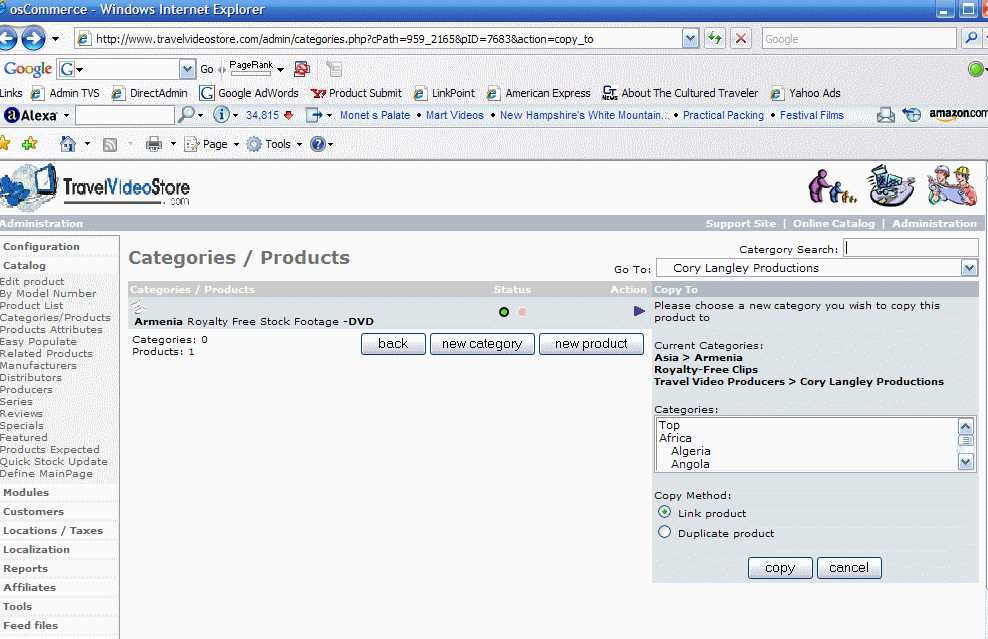 osCommerce - Windows Internet Explorer
http://www.travelvideostore.com/admin/categories.php?cPath=959_2165&pID=7683&action=copy_to
Google
Google G Go PageRank
Links Admin TVS DirectAdmin G Google AdWords Y! Product Submit LinkPoint American Express CT NEWS About The Cultured Traveler Yahoo Ads
a Alexa 34,815 Monet s Palate • Mart Videos • New Hampshire's White Mountain... • Practical Packing • Festival Films amazon.com
Page Tools
TravelVideoStore
.com
Administration Support Site | Online Catalog | Administration
Configuration
Catalog
Edit product
By Model Number
Product List
Categories/Products
Products Attributes
Easy Populate
Related Products
Manufacturers
Distributors
Producers
Series
Reviews
Specials
Featured
Products Expected
Quick Stock Update
Define MainPage
Modules
Customers
Locations / Taxes
Localization
Reports
Affiliates
Tools
Feed files
Categories / Products
Catergory Search:
Go To: Cory Langley Productions
Categories / Products Status Action
Armenia Royalty Free Stock Footage -DVD
Categories: 0
Products: 1
back new category new product
Copy To
Please choose a new category you wish to copy this
product to
Current Categories:
Asia > Armenia
Royalty-Free Clips
Travel Video Producers > Cory Langley Productions
Categories:
Top
Africa
Algeria
Angola
Copy Method:
Link product
Duplicate product
copy cancel